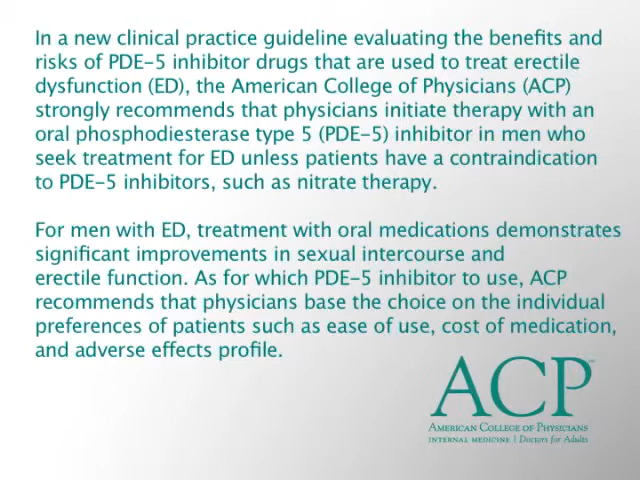 In a new clinical practice guideline evaluating the benefits and
risks of PDE-5 inhibitor drugs that are used to treat erectile
dysfunction (ED), the American College of Physicians (ACP)
strongly recommends that physicians initiate therapy with an
oral phosphodiesterase type 5 (PDE-5) inhibitor in men who
seek treatment for ED unless patients have a contraindication
to PDE-5 inhibitors, such as nitrate therapy.
For men with ED, treatment with oral medications demonstrates
significant improvements in sexual intercourse and
erectile function. As for which PDE-5 inhibitor to use, ACP
recommends that physicians base the choice on the individual
preferences of patients such as ease of use, cost of medication,
and adverse effects profile.
ACP™
AMERICAN COLLEGE OF PHYSICIANS
INTERNAL MEDICINE | Doctors for Adults